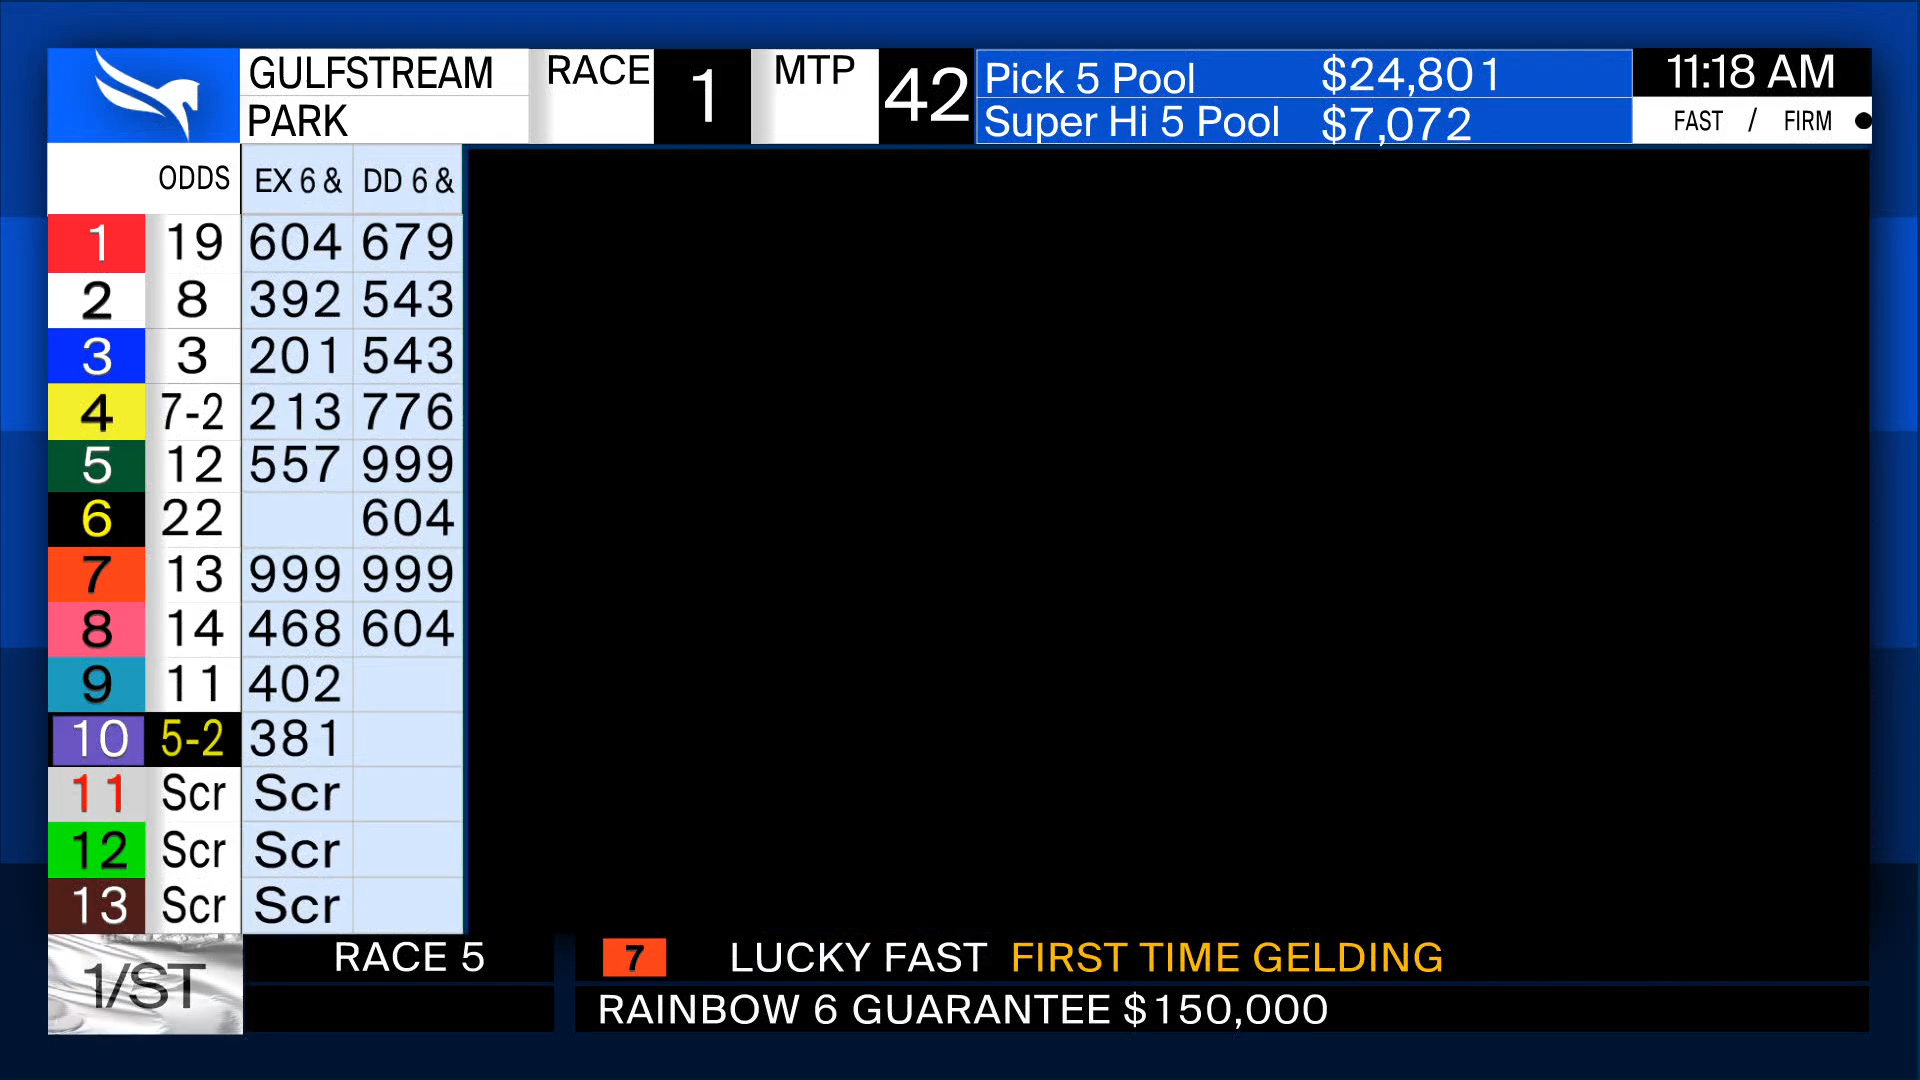 GULFSTREAM PARK RACE 1 MTP 42
Pick 5 Pool $24,801
Super Hi 5 Pool $7,072
11:18 AM
FAST / FIRM
ODDS EX 6 & DD 6 &
1 19 604 679
2 8 392 543
3 3 201 543
4 7-2 213 776
5 12 557 999
6 22 604
7 13 999 999
8 14 468 604
9 11 402
10 5-2 381
11 Scr Scr
12 Scr Scr
13 Scr Scr
1/ST
RACE 5
7 LUCKY FAST FIRST TIME GELDING
RAINBOW 6 GUARANTEE $150,000